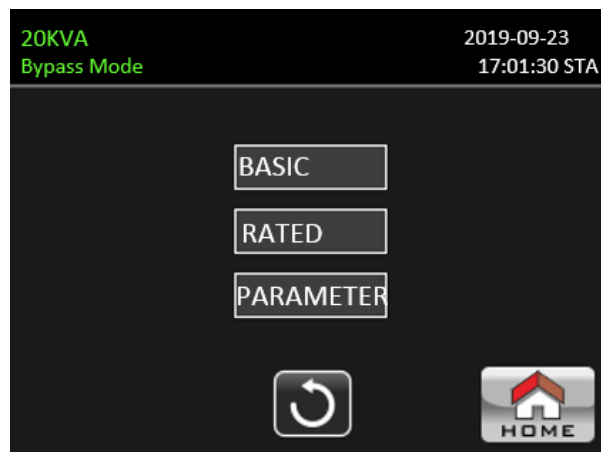 20KVA
2019-09-23
Bypass Mode
17:01:30 STA
BASIC
RATED
PARAMETER
HOME